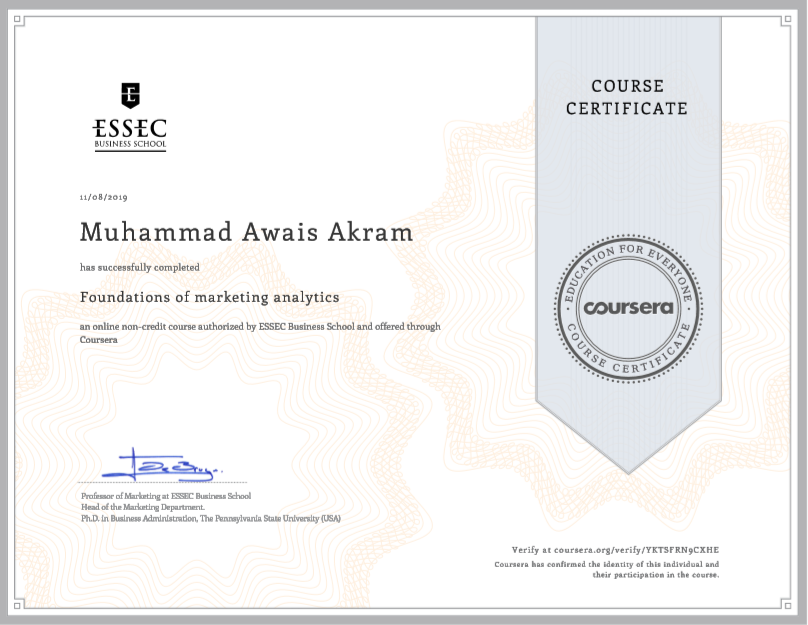 E
ESSEC
BUSINESS SCHOOL
COURSE
CERTIFICATE
11/08/2019
Muhammad Awais Akram
has successfully completed
Foundations of marketing analytics
an online non-credit course authorized by ESSEC Business School and offered through
Coursera
EDUCATION FOR EVERYONE
coursera
COURSE CERTIFICATE
Professor of Marketing at ESSEC Business School
Head of the Marketing Department.
Ph.D. in Business Administration, The Pennsylvania State University (USA)
Verify at coursera.org/verify/YKTSFRN9CXHE
Coursera has confirmed the identity of this individual and
their participation in the course.